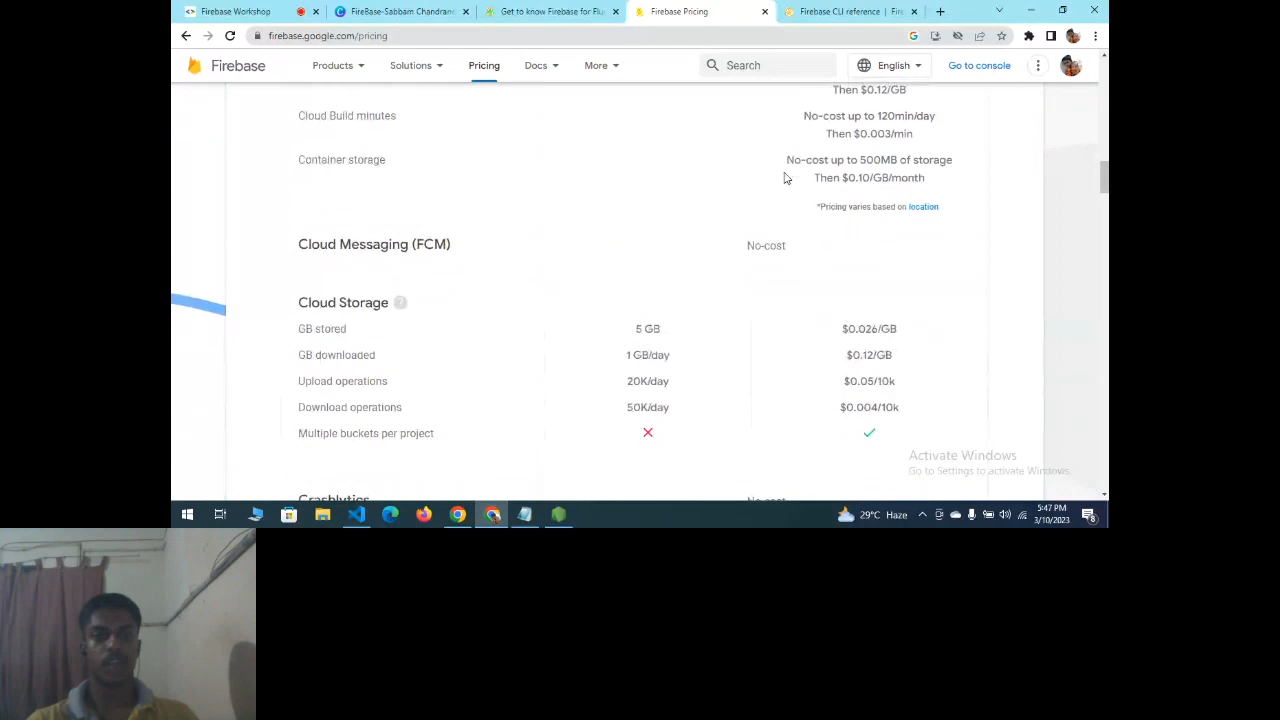 Firebase Workshop
FireBase-Sabbam Chandram
Get to know Firebase for Flu
Firebase Pricing
Firebase CLI reference | Fire
firebase.google.com/pricing
Firebase
Products
Solutions
Pricing
Docs
More
Search
English
Go to console
Then $0.12/GB
Cloud Build minutes
No-cost up to 120min/day
Then $0.003/min
Container storage
No-cost up to 500MB of storage
Then $0.10/GB/month
*Pricing varies based on location
Cloud Messaging (FCM)
No-cost
Cloud Storage ?
GB stored 5 GB $0.026/GB
GB downloaded 1 GB/day $0.12/GB
Upload operations 20K/day $0.05/10k
Download operations 50K/day $0.004/10k
Multiple buckets per project
Crashlytics No-cost
Activate Windows
Go to Settings to activate Windows.
29°C Haze
5:47 PM
3/10/2023
8